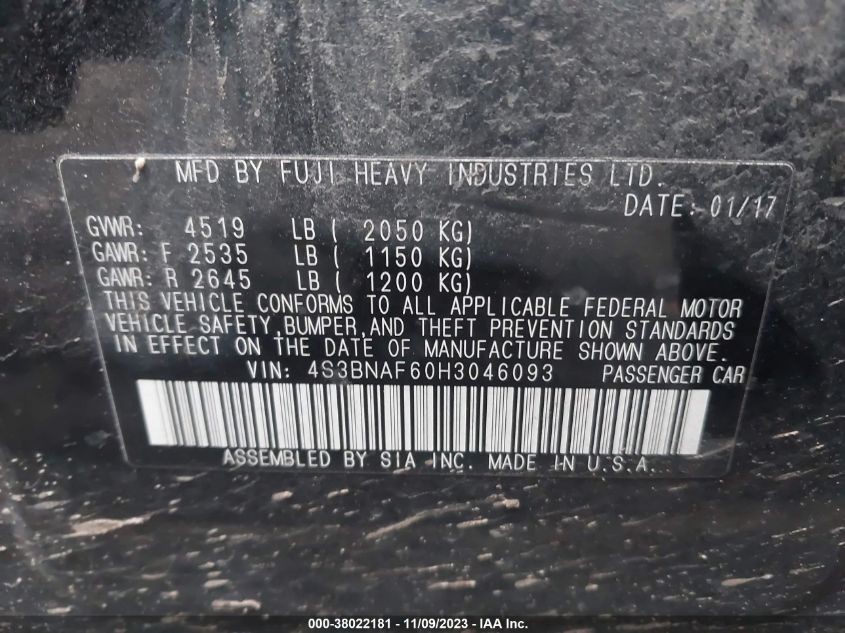 MFD BY FUJI HEAVY INDUSTRIES LTD.
DATE: 01/17
GVWR: 4519 LB ( 2050 KG)
GAWR: F 2535 LB ( 1150 KG)
GAWR: R 2645 LB ( 1200 KG)
THIS VEHICLE CONFORMS TO ALL APPLICABLE FEDERAL MOTOR
VEHICLE SAFETY, BUMPER, AND THEFT PREVENTION STANDARDS
IN EFFECT ON THE DATE OF MANUFACTURE SHOWN ABOVE.
VIN: 4S3BNAF60H3046093 PASSENGER CAR
ASSEMBLED BY SIA INC. MADE IN U.S.A.
000-38022181 - 11/09/2023 - IAA Inc.